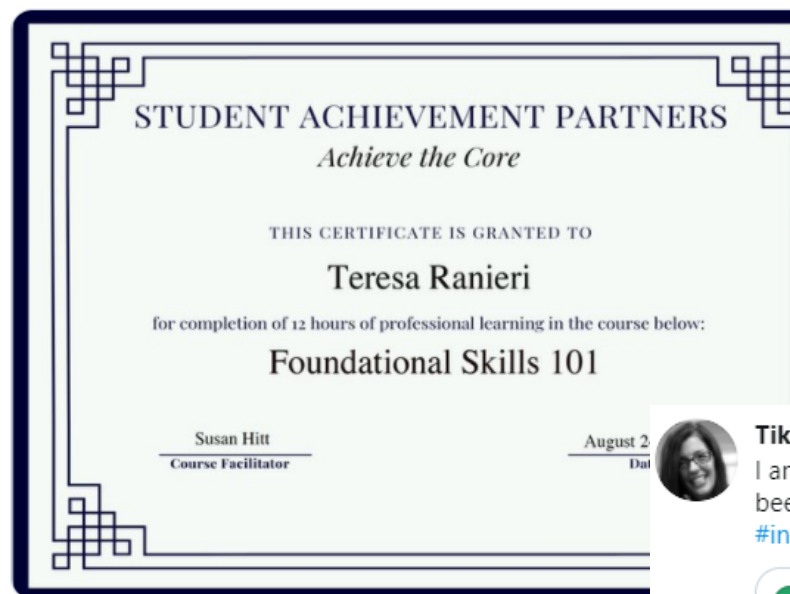 STUDENT ACHIEVEMENT PARTNERS
Achieve the Core
THIS CERTIFICATE IS GRANTED TO
Teresa Ranieri
for completion of 12 hours of professional learning in the course below:
Foundational Skills 101
Susan Hitt
Course Facilitator
August